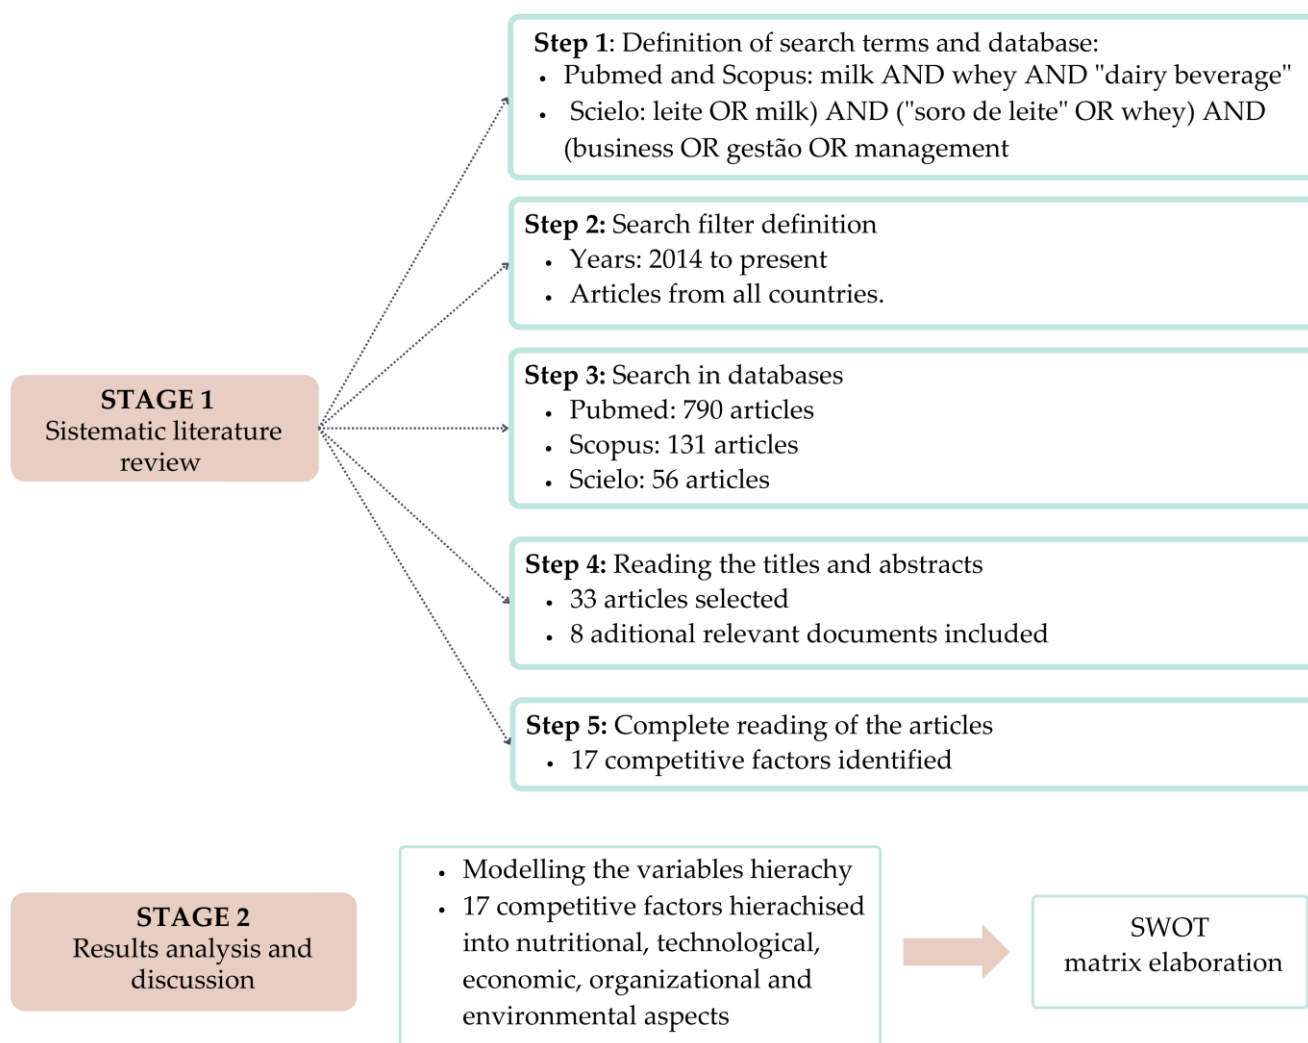 Step 1: Definition of search terms and database:
• Pubmed and Scopus: milk AND whey AND "dairy beverage"
• Scielo: leite OR milk) AND ("soro de leite" OR whey) AND
(business OR gestão OR management
Step 2: Search filter definition
• Years: 2014 to present
• Articles from all countries.
Step 3: Search in databases
• Pubmed: 790 articles
• Scopus: 131 articles
• Scielo: 56 articles
STAGE 1
Sistematic literature
review
Step 4: Reading the titles and abstracts
• 33 articles selected
• 8 aditional relevant documents included
Step 5: Complete reading of the articles
• 17 competitive factors identified
STAGE 2
Results analysis and
discussion
• Modelling the variables hierachy
• 17 competitive factors hierachised
into nutritional, technological,
economic, organizational and
environmental aspects
SWOT
matrix elaboration